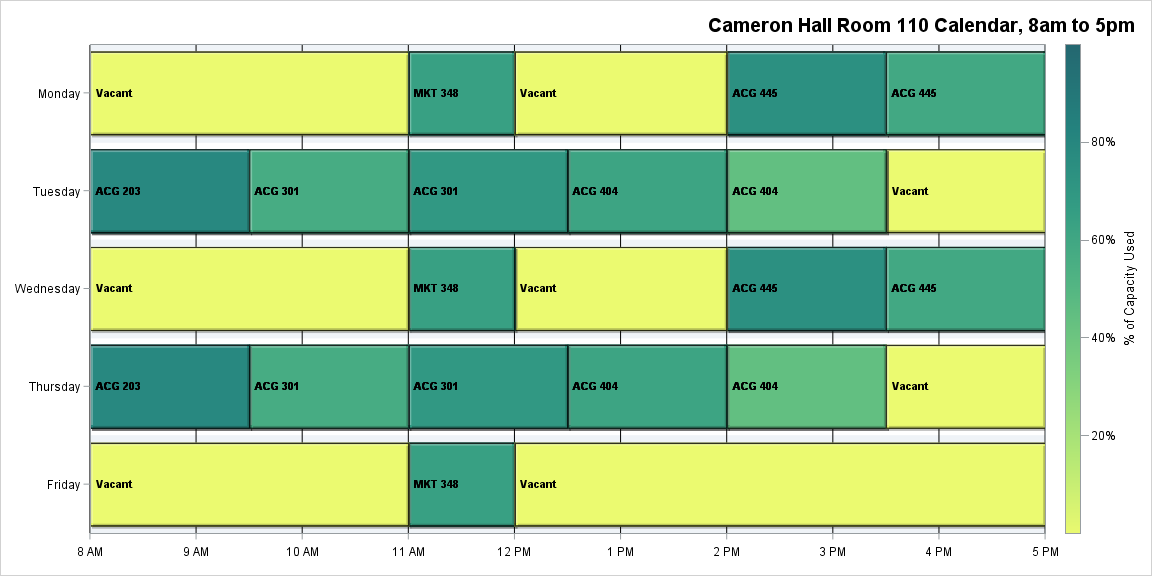 Cameron Hall Room 110 Calendar, 8am to 5pm
Monday
Vacant
MKT 348
Vacant
ACG 445
ACG 445
Tuesday
ACG 203
ACG 301
ACG 301
ACG 404
ACG 404
Vacant
Wednesday
Vacant
MKT 348
Vacant
ACG 445
ACG 445
Thursday
ACG 203
ACG 301
ACG 301
ACG 404
ACG 404
Vacant
Friday
Vacant
MKT 348
Vacant
8 AM
9 AM
10 AM
11 AM
12 PM
1 PM
2 PM
3 PM
4 PM
5 PM
80%
60%
40%
20%
% of Capacity Used